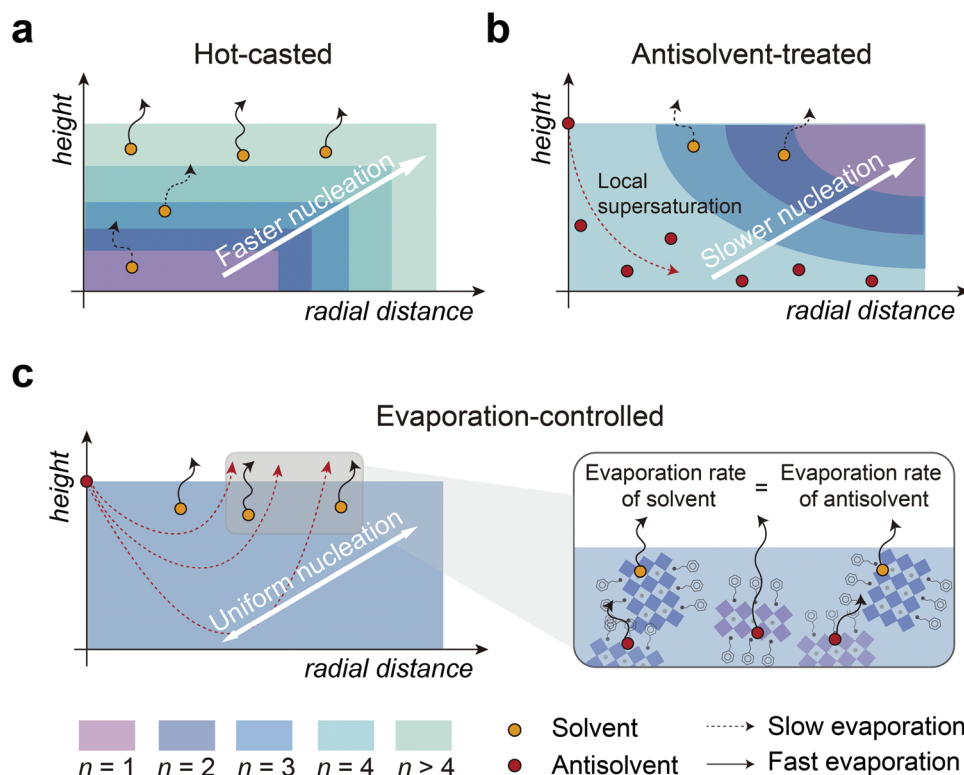 a
Hot-casted
height
Faster nucleation
radial distance
b
Antisolvent-treated
height
Local
supersaturation
Slower nucleation
radial distance
c
Evaporation-controlled
height
Uniform nucleation
radial distance
Evaporation rate
of solvent
=
Evaporation rate
of antisolvent
n = 1
n = 2
n = 3
n = 4
n > 4
Solvent
Antisolvent
Slow evaporation
Fast evaporation